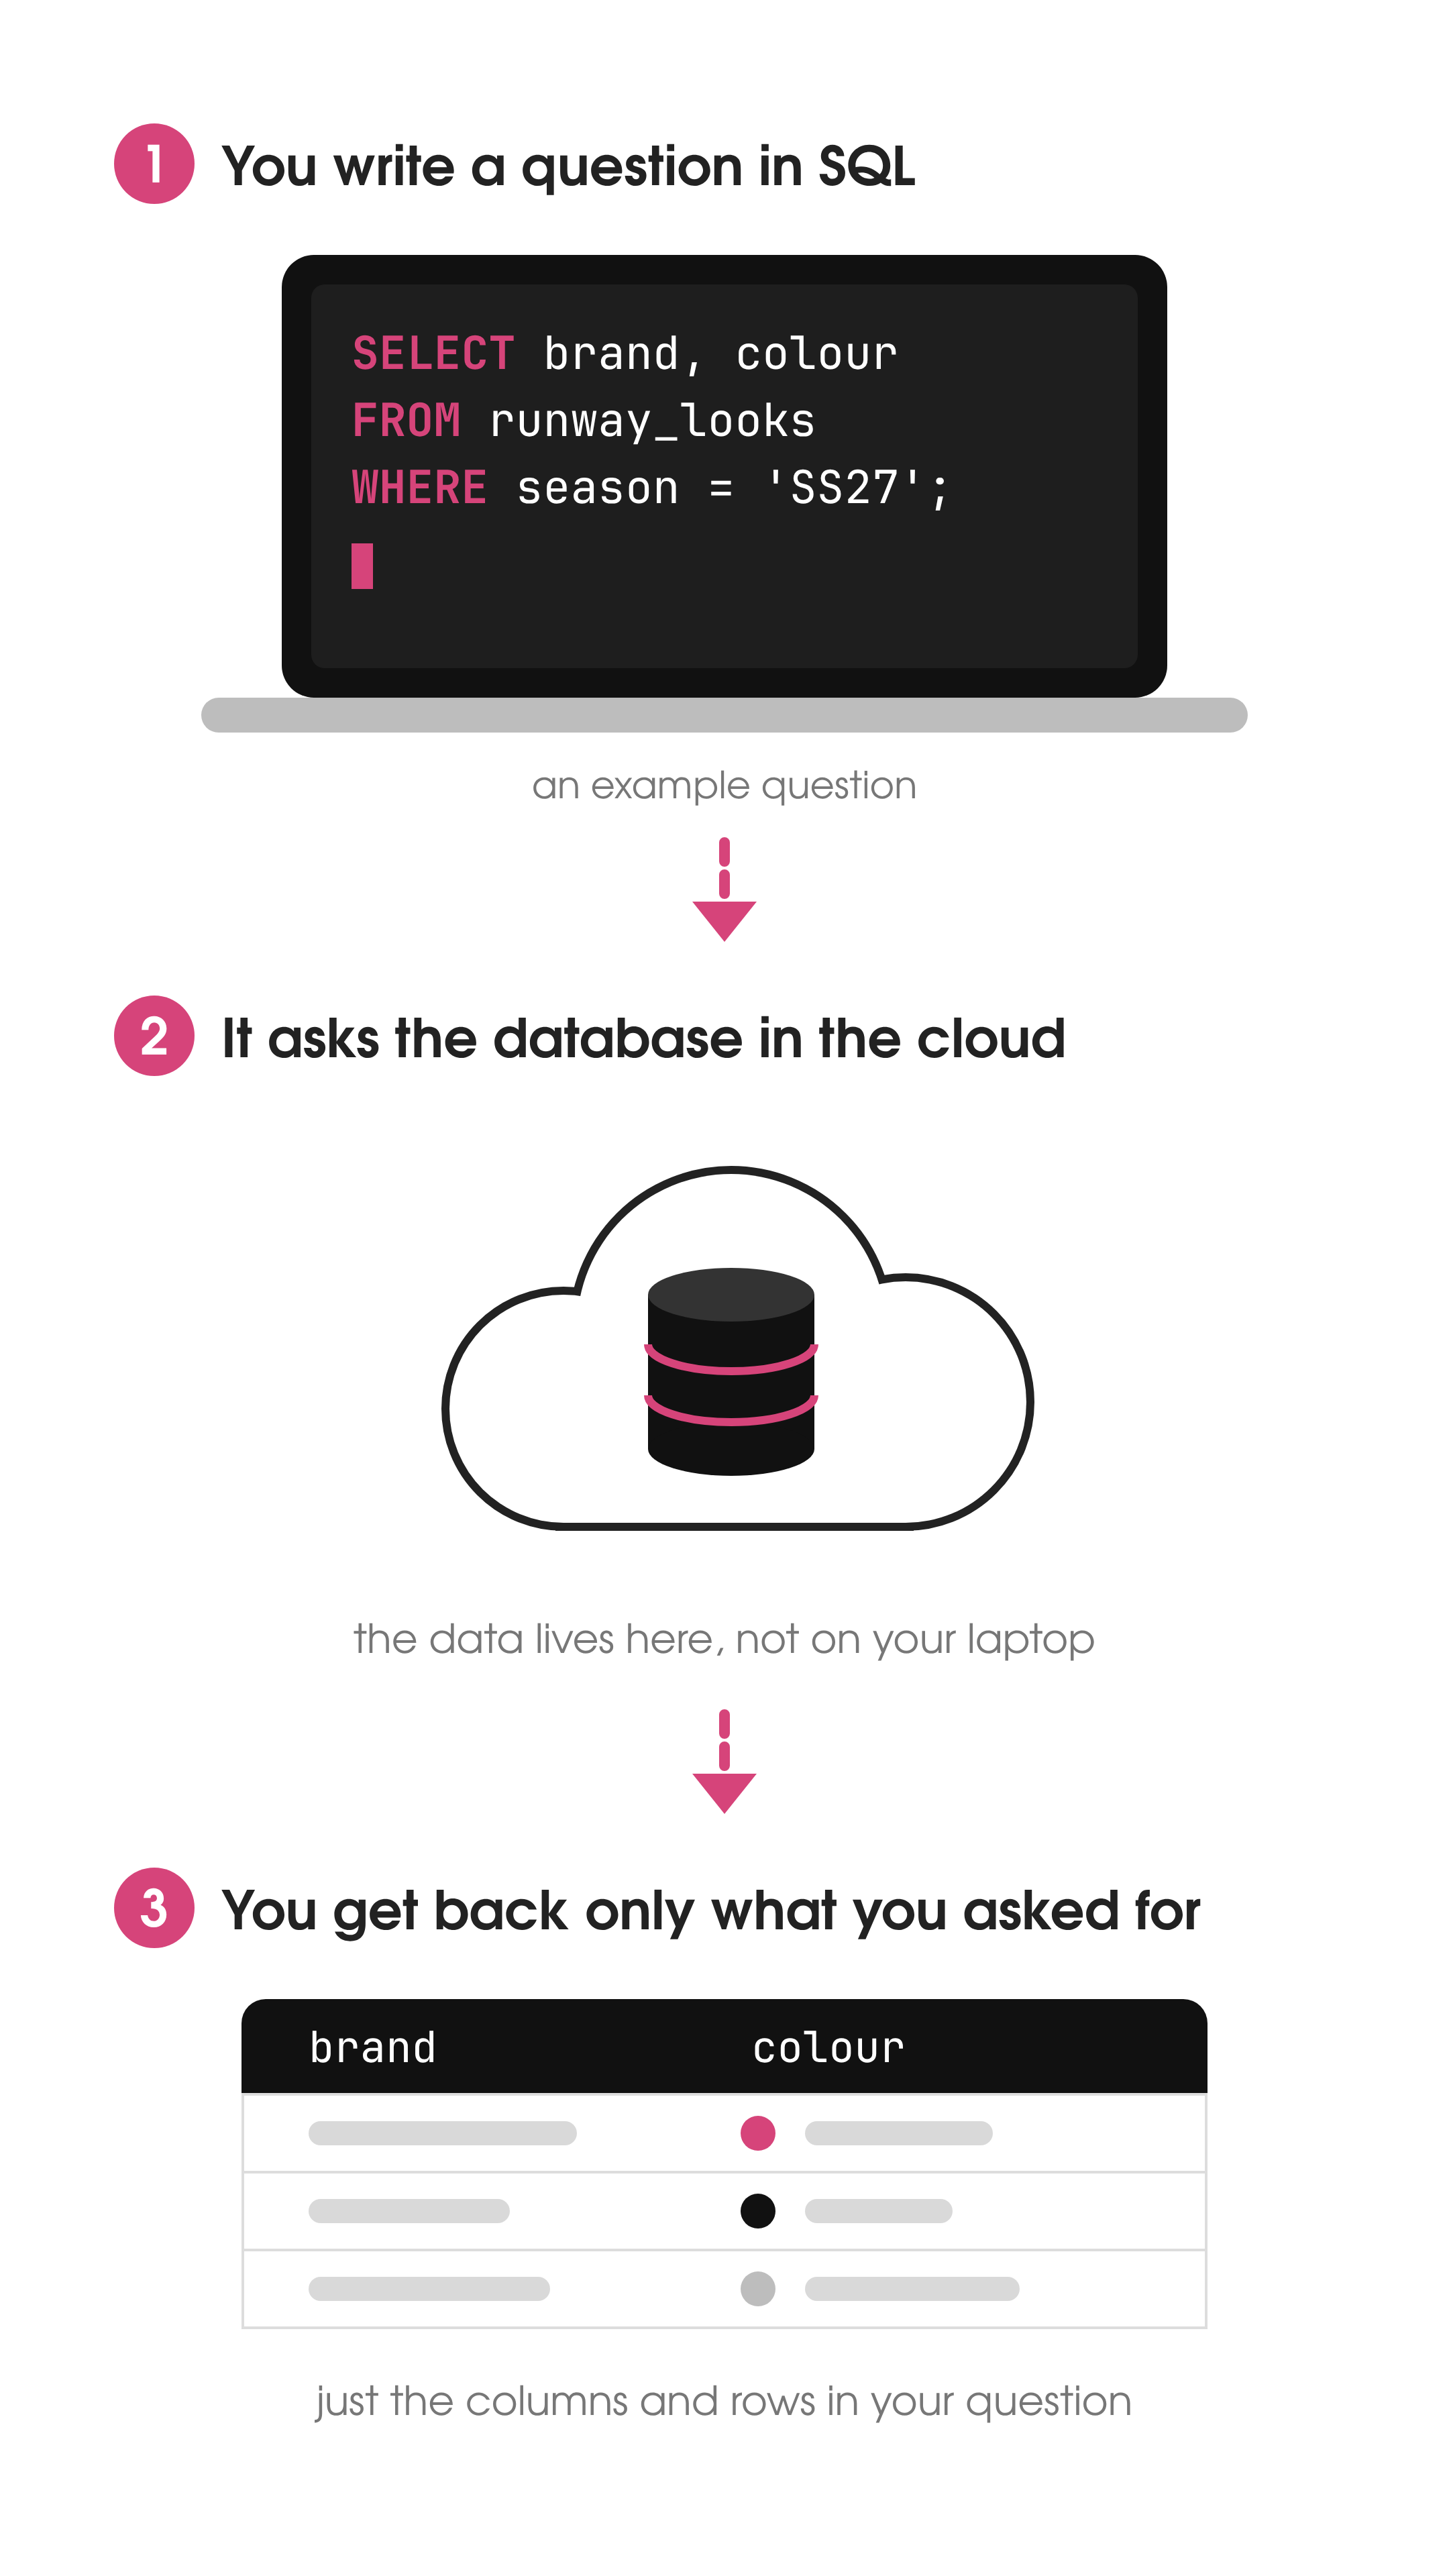 1 You write a question in SQL
SELECT brand, colour
FROM runway_looks
WHERE season = 'SS27';
an example question
2 It asks the database in the cloud
the data lives here, not on your laptop
3 You get back only what you asked for
brand colour
just the columns and rows in your question